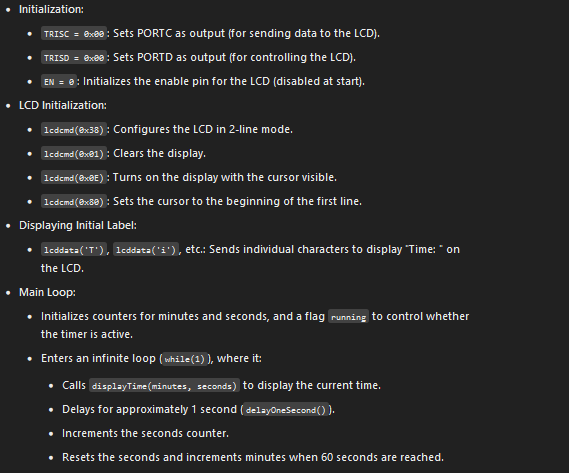 • Initialization:
• TRISC = 0x00: Sets PORTC as output (for sending data to the LCD).
• TRISD = 0x00: Sets PORTD as output (for controlling the LCD).
• EN = 0: Initializes the enable pin for the LCD (disabled at start).
• LCD Initialization:
• lcdcmd(0x38): Configures the LCD in 2-line mode.
• lcdcmd(0x01): Clears the display.
• lcdcmd(0x0E): Turns on the display with the cursor visible.
• lcdcmd(0x80): Sets the cursor to the beginning of the first line.
• Displaying Initial Label:
• lcddata('T'), lcddata('i'), etc.: Sends individual characters to display "Time: " on
the LCD.
• Main Loop:
• Initializes counters for minutes and seconds, and a flag running to control whether
the timer is active.
• Enters an infinite loop (while(1)), where it:
• Calls displayTime(minutes, seconds) to display the current time.
• Delays for approximately 1 second (delayOneSecond()).
• Increments the seconds counter.
• Resets the seconds and increments minutes when 60 seconds are reached.